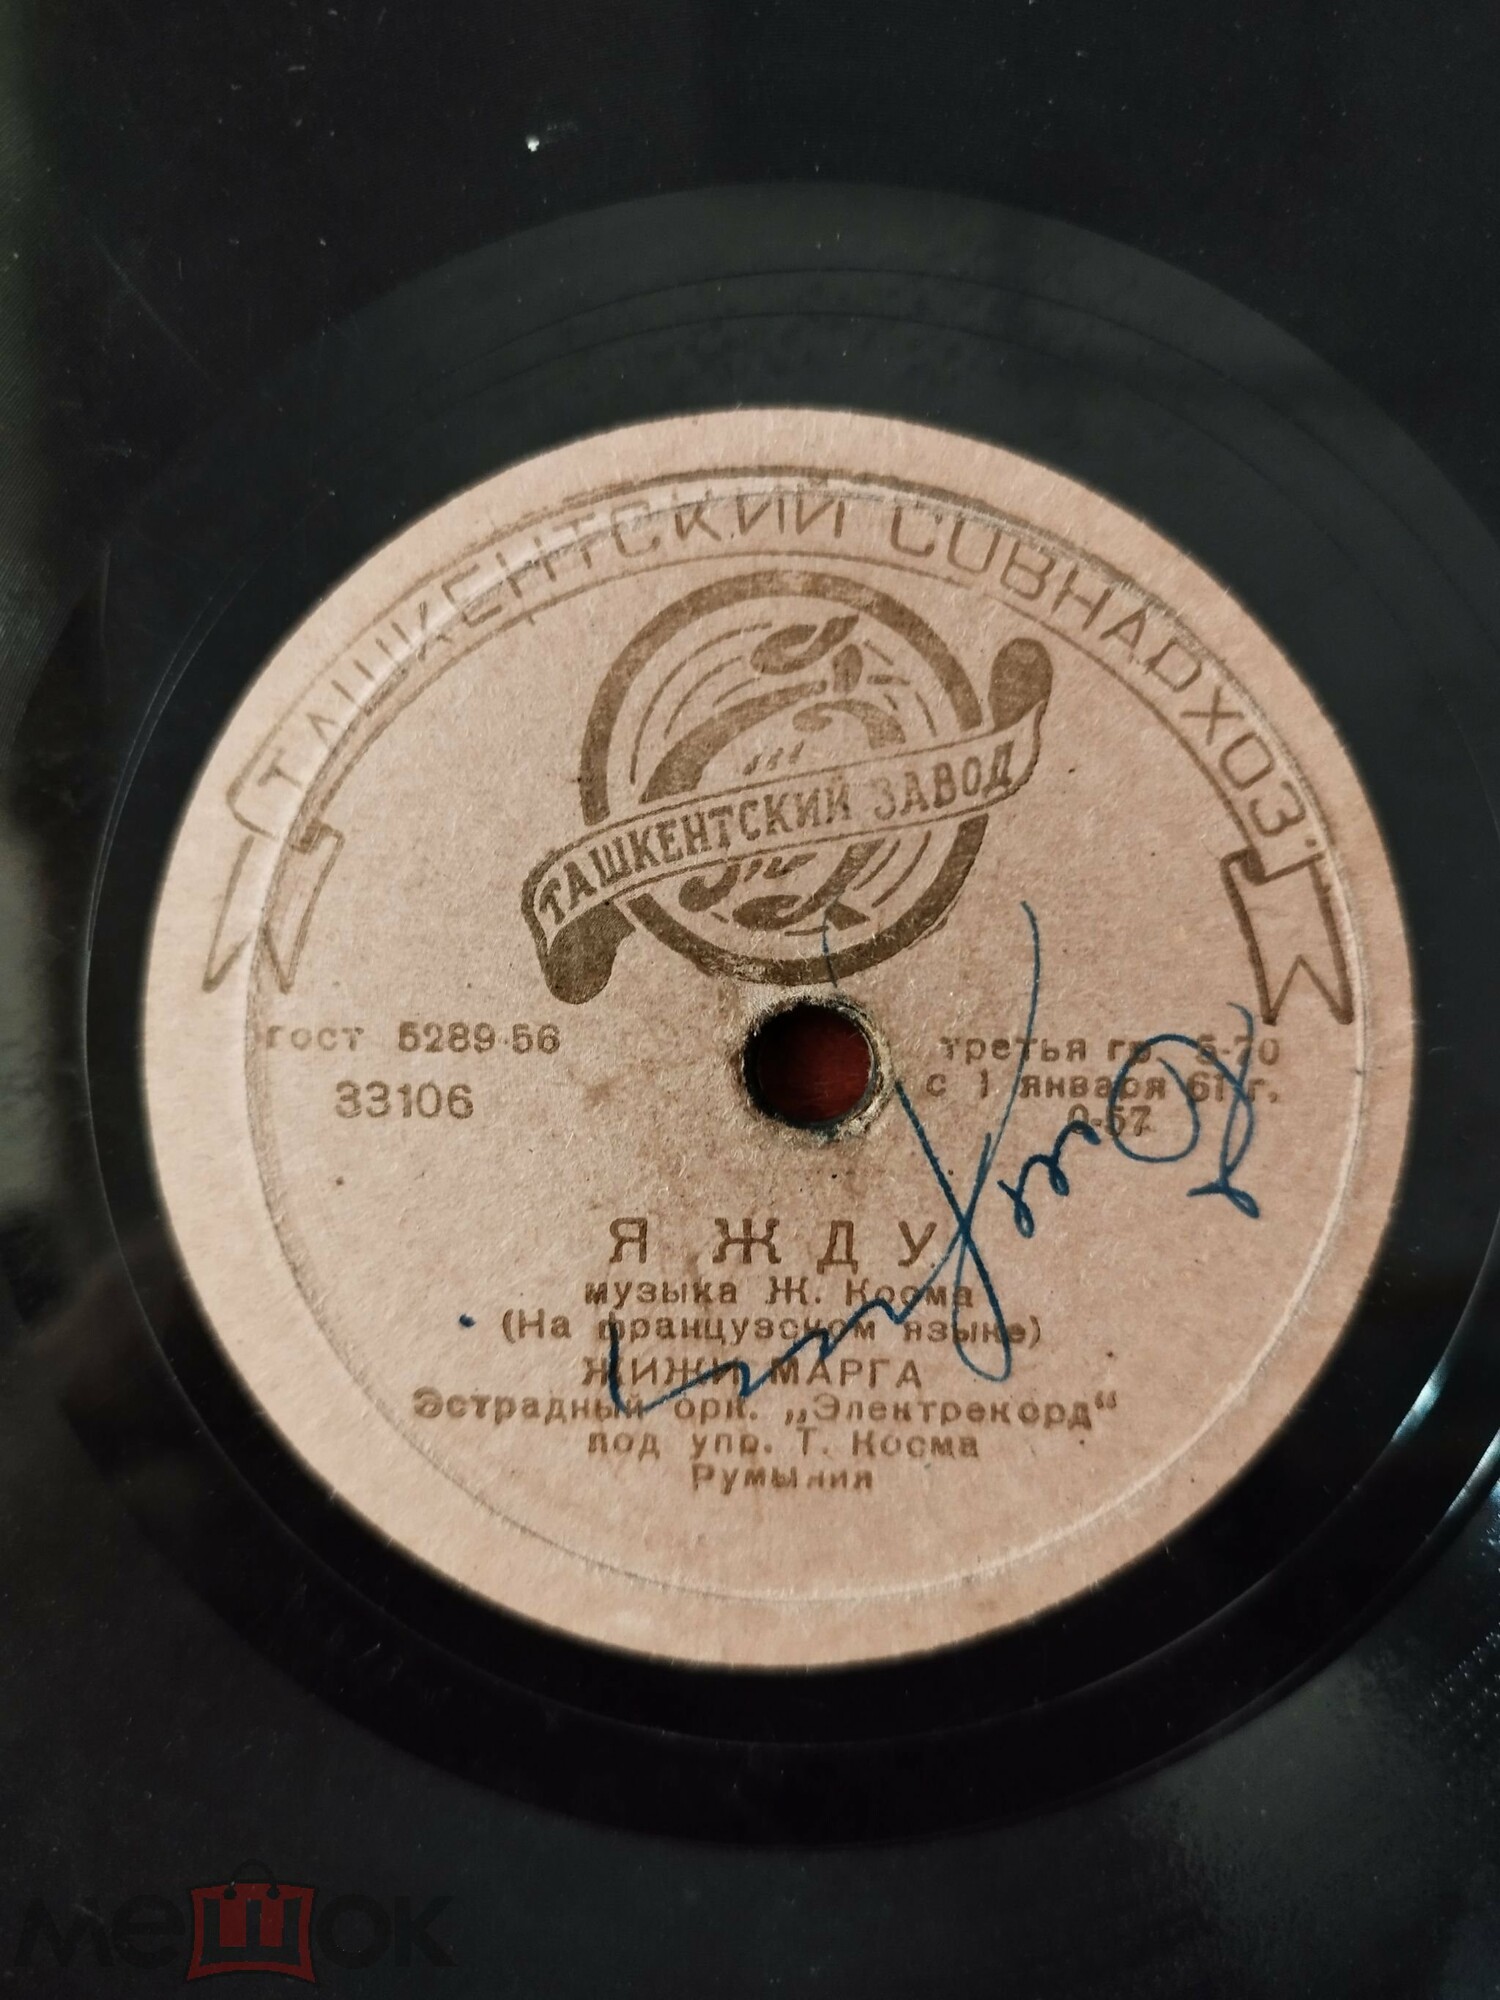 ТАШКЕНТСКИЙ СОВНАРХОЗ.
ТАШКЕНТСКИЙ ЗАВОД
гост 5289-56
33106
третья гр. 5-70
с 1 января 61 г.
0-57
Я ЖДУ
музыка Ж. Косма
(На французском языке)
ЖИЖИ МАРГА
Эстрадный орк. „Электрекорд“
под упр. Т. Косма
Румыния
мешок